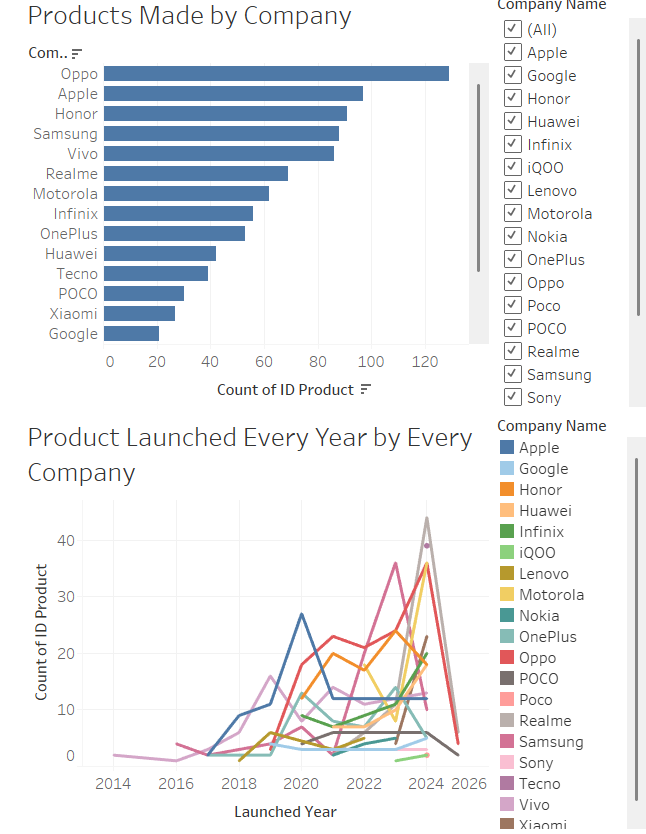 Products Made by Company
Com..
Oppo
Apple
Honor
Samsung
Vivo
Realme
Motorola
Infinix
OnePlus
Huawei
Tecno
POCO
Xiaomi
Google
0 20 40 60 80 100 120
Count of ID Product
Company Name
(All)
Apple
Google
Honor
Huawei
Infinix
iQOO
Lenovo
Motorola
Nokia
OnePlus
Oppo
Poco
POCO
Realme
Samsung
Sony
Product Launched Every Year by Every
Company
Count of ID Product
40
30
20
10
0
2014 2016 2018 2020 2022 2024 2026
Launched Year
Company Name
Apple
Google
Honor
Huawei
Infinix
iQOO
Lenovo
Motorola
Nokia
OnePlus
Oppo
POCO
Poco
Realme
Samsung
Sony
Tecno
Vivo
Xiaomi